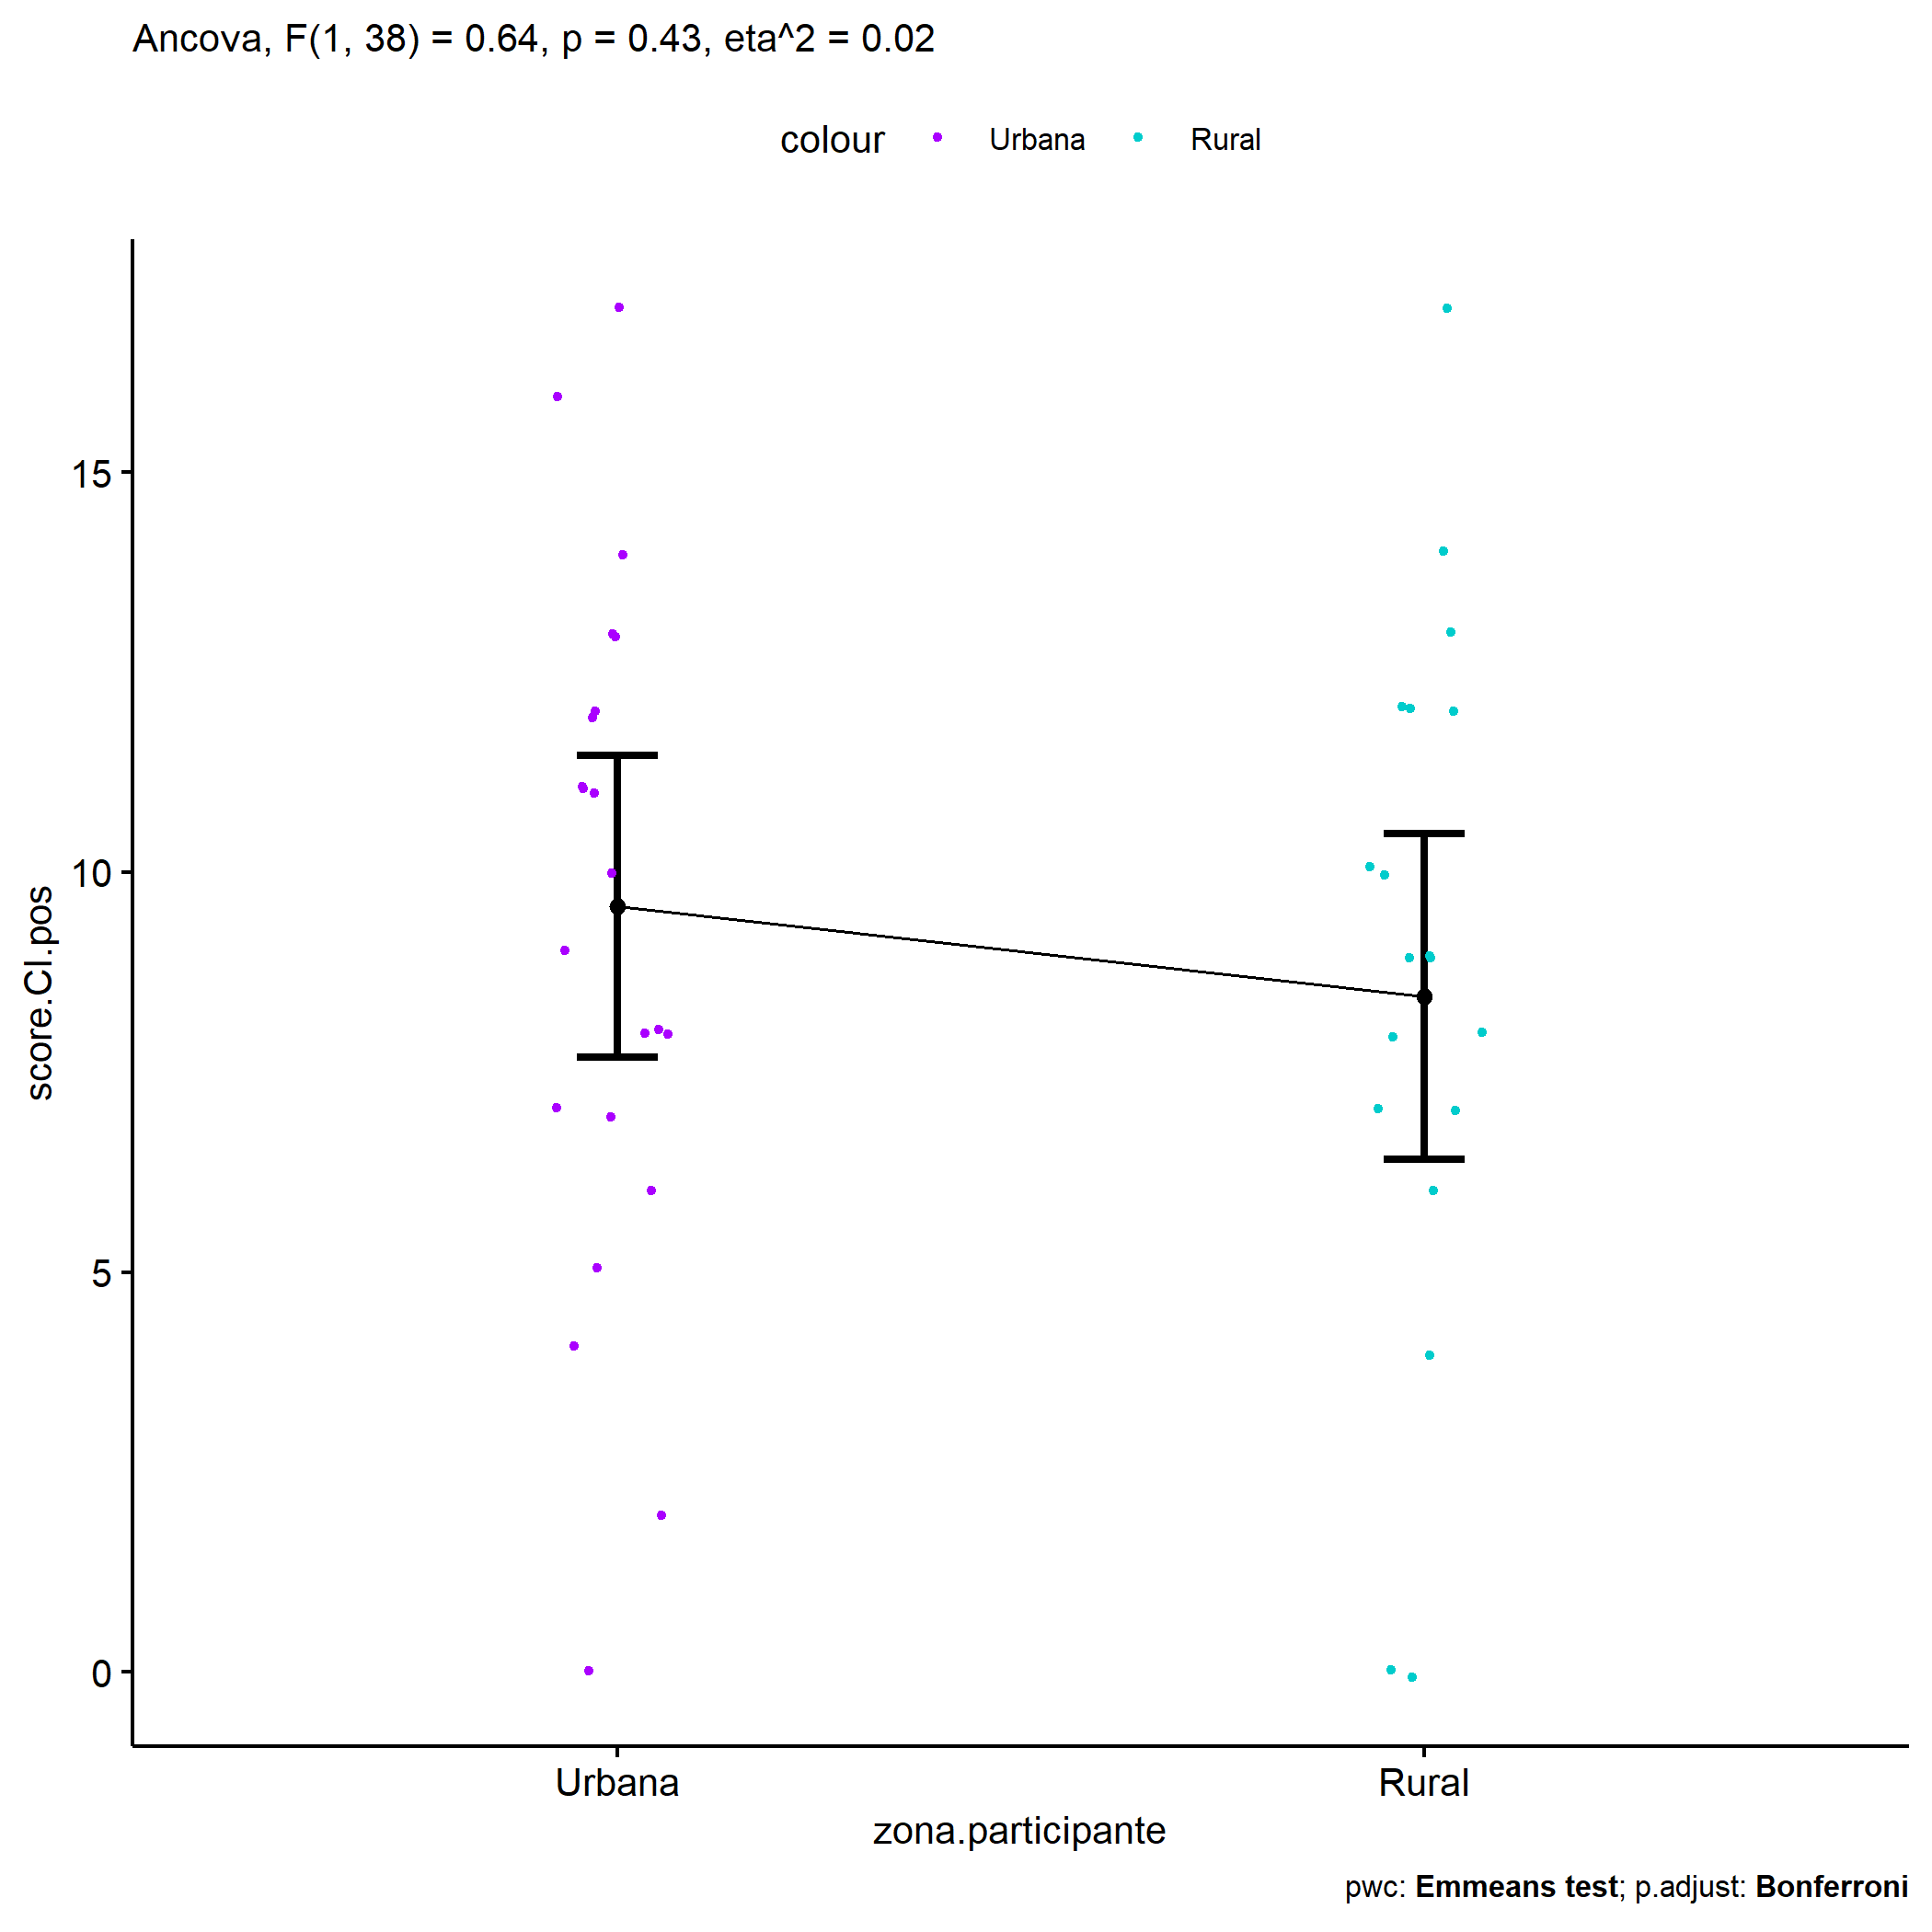 Ancova, F(1, 38) = 0.64, p = 0.43, eta^2 = 0.02
colour Urbana Rural
15
10
5
0
score.CI.pos
Urbana Rural
zona.participante
pwc: Emmeans test; p.adjust: Bonferroni